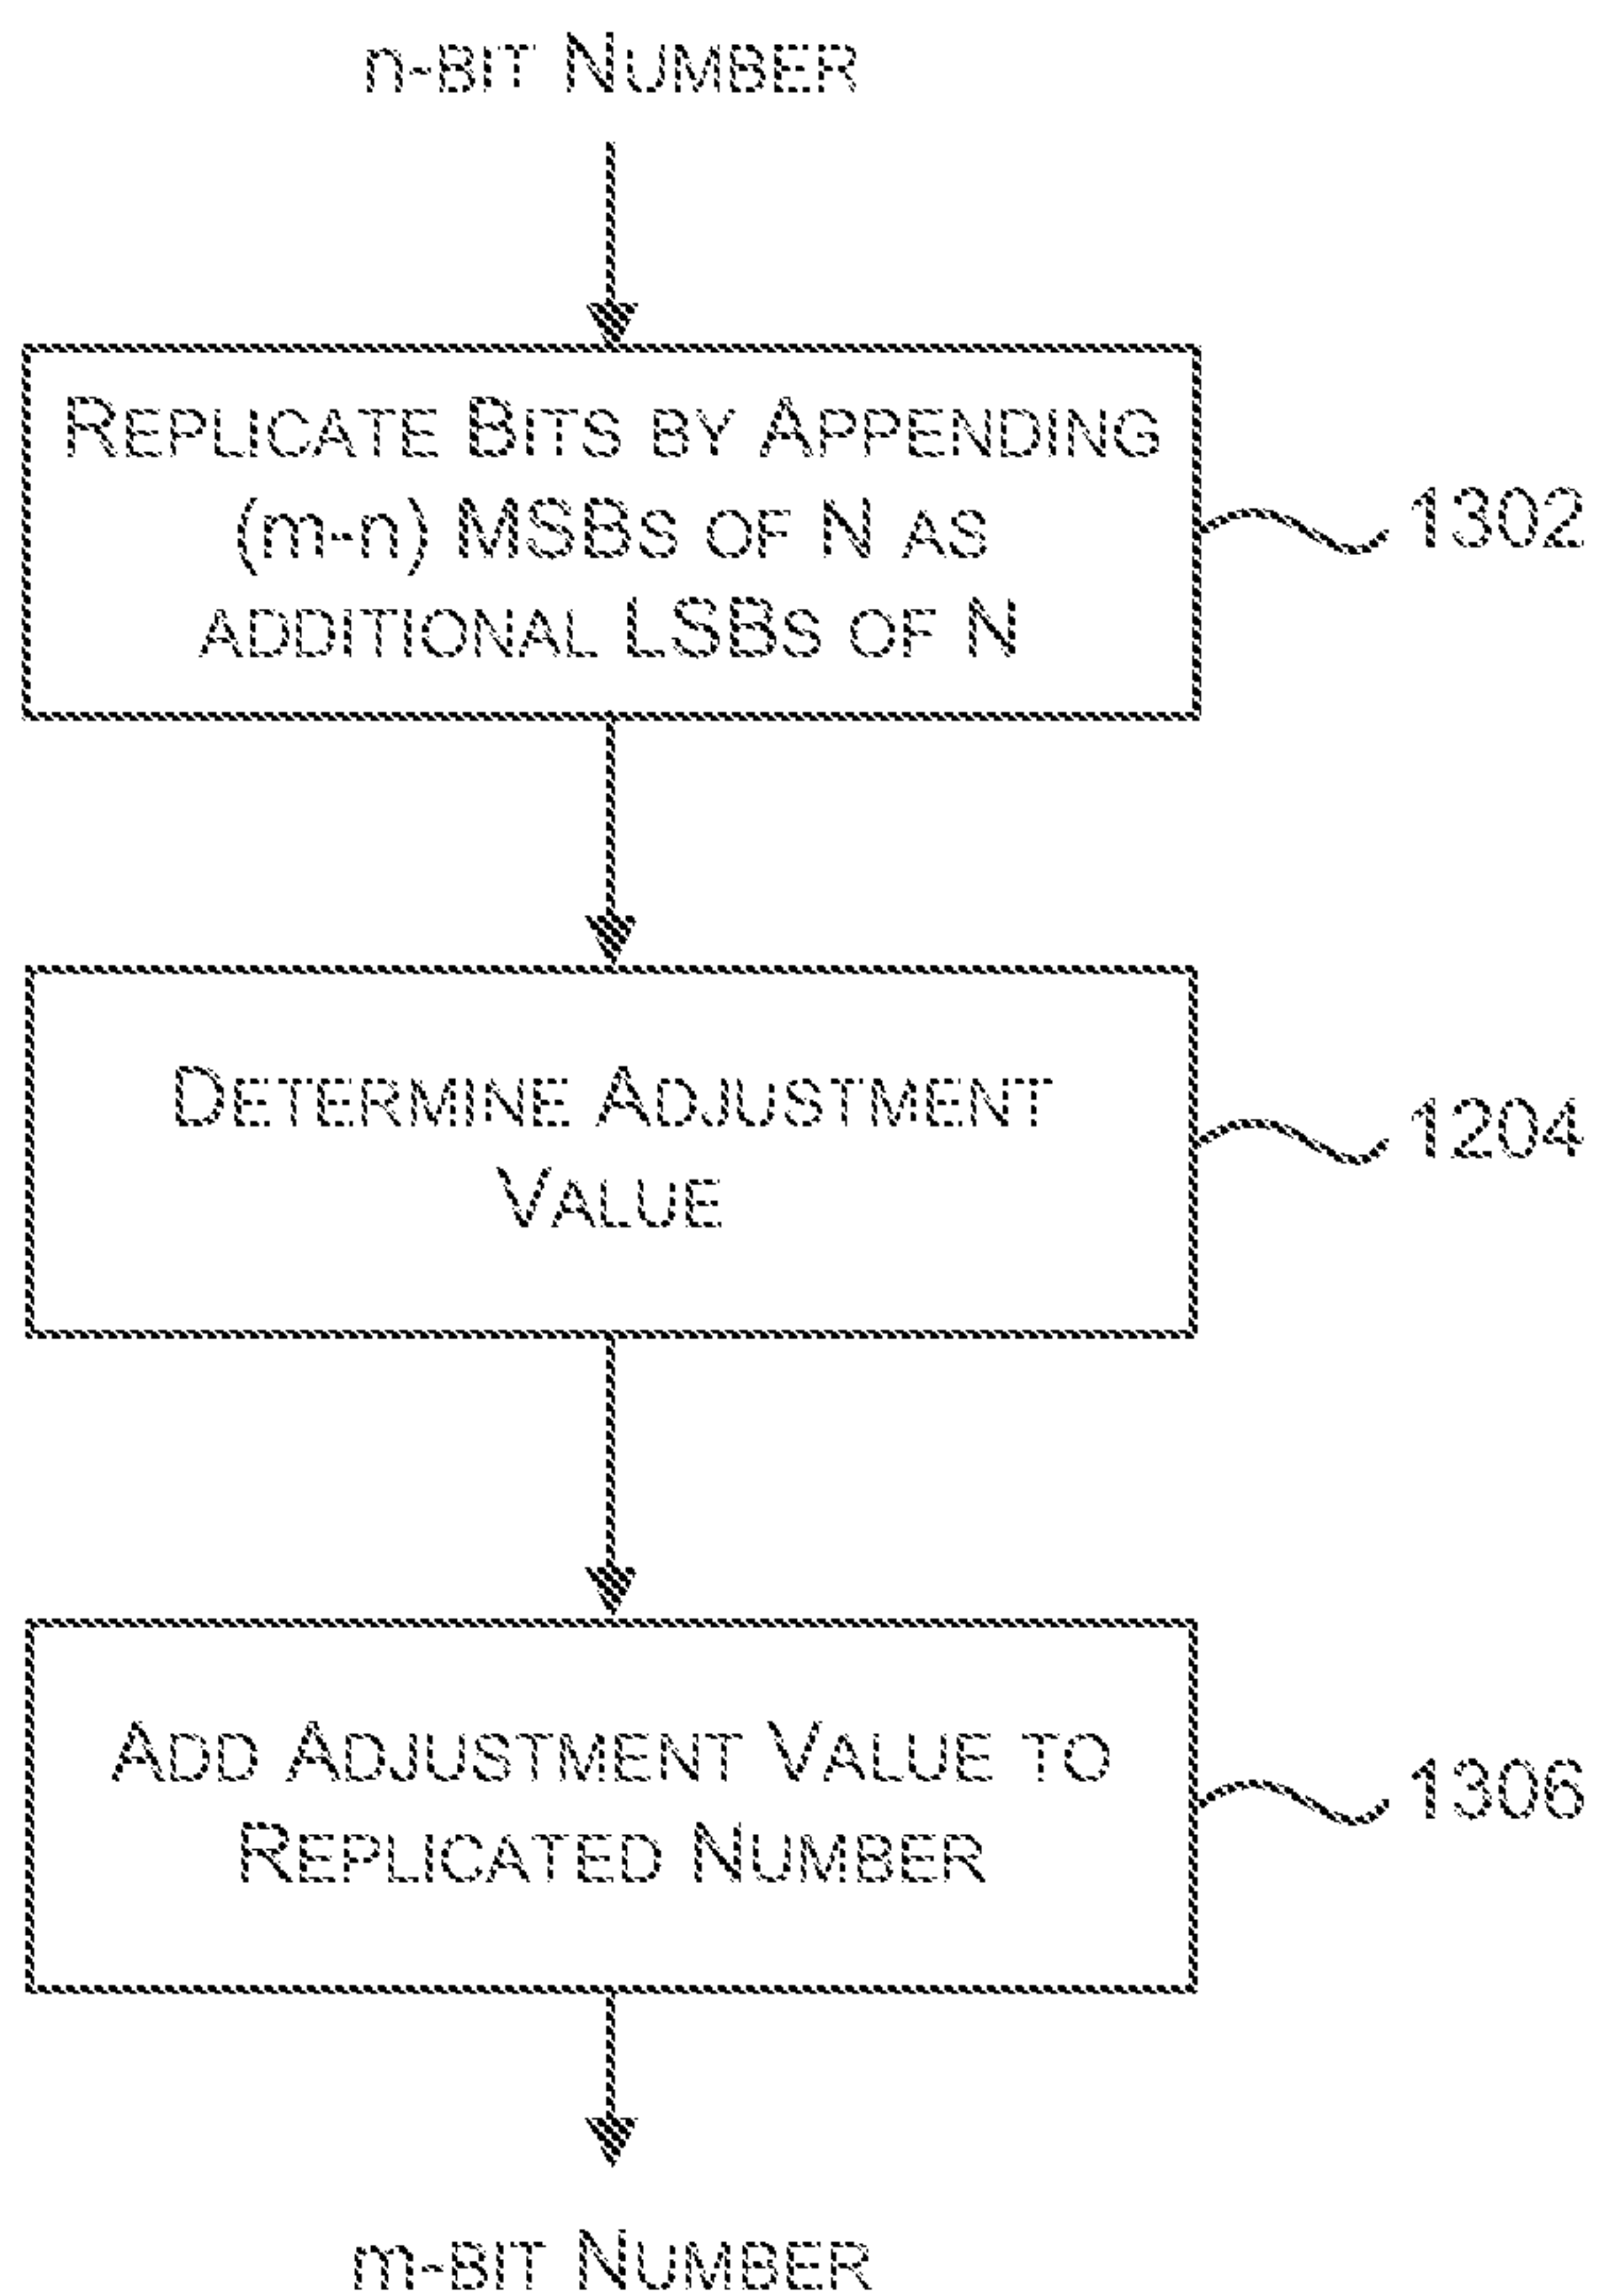 n-BIT NUMBER
REPLICATE BITS BY APPENDING
(m-n) MSBS OF N AS
ADDITIONAL LSBS OF N
1302
DETERMINE ADJUSTMENT
VALUE
1204
ADD ADJUSTMENT VALUE TO
REPLICATED NUMBER
1306
m-BIT NUMBER